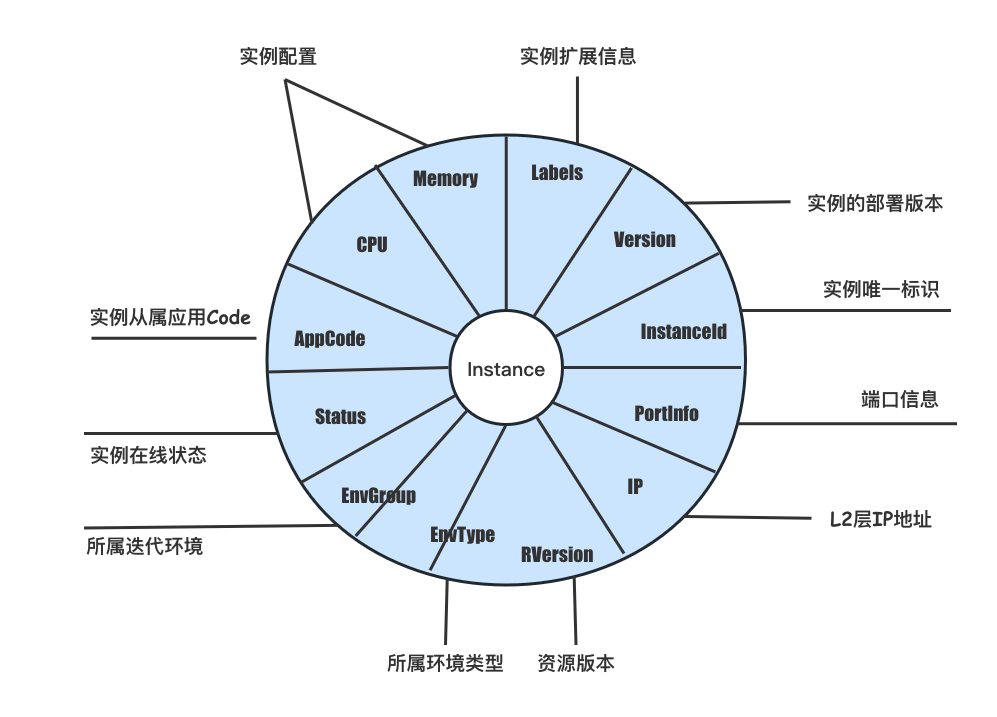 实例配置
实例扩展信息
Memory
Labels
实例的部署版本
CPU
Version
实例唯一标识
实例从属应用Code
AppCode
InstanceId
Instance
端口信息
Status
PortInfo
实例在线状态
EnvGroup
IP
L2层IP地址
所属迭代环境
EnvType
RVersion
所属环境类型
资源版本